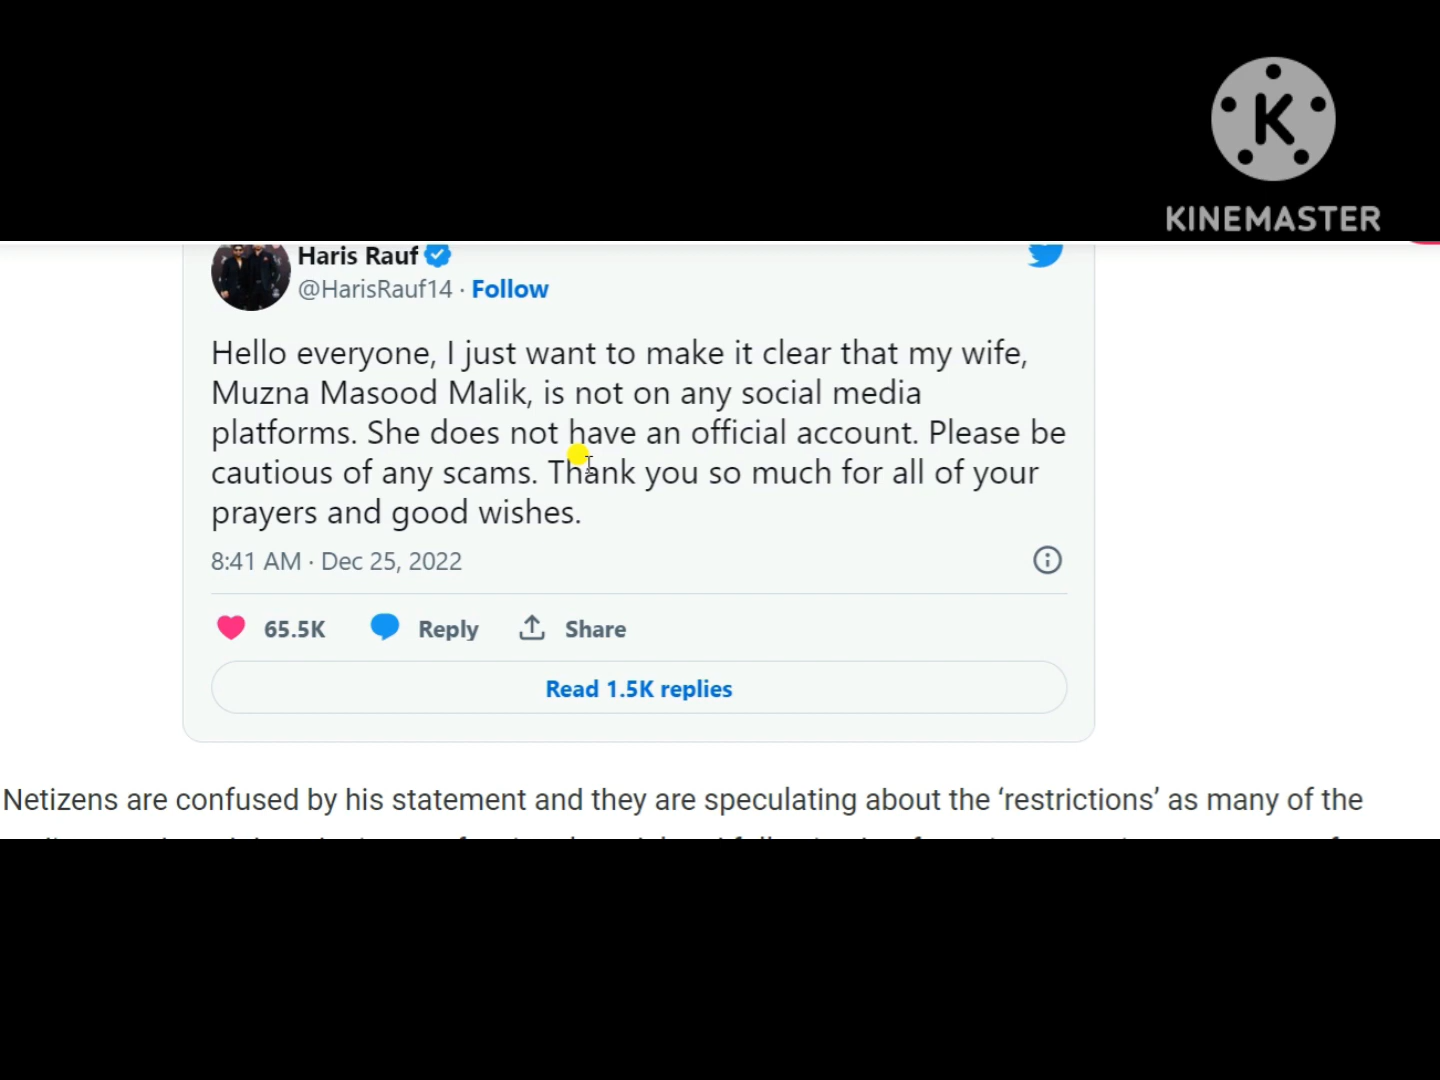 K
KINEMASTER
Haris Rauf
@HarisRauf14 · Follow
Hello everyone, I just want to make it clear that my wife,
Muzna Masood Malik, is not on any social media
platforms. She does not have an official account. Please be
cautious of any scams. Thank you so much for all of your
prayers and good wishes.
8:41 AM · Dec 25, 2022
65.5K Reply Share
Read 1.5K replies
Netizens are confused by his statement and they are speculating about the ‘restrictions’ as many of the